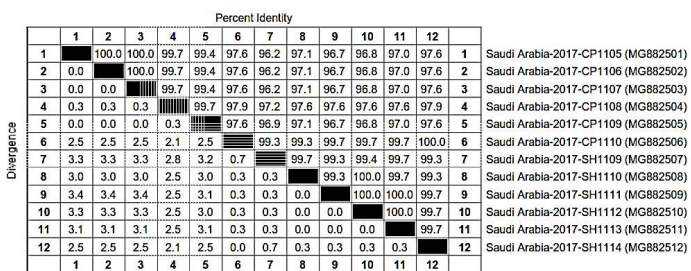 Percent Identity
1 2 3 4 5 6 7 8 9 10 11 12
1 100.0 100.0 99.7 99.4 97.6 96.2 97.1 96.7 96.8 97.0 97.6 1 Saudi Arabia-2017-CP1105 (MG882501)
2 0.0 100.0 99.7 99.4 97.6 96.2 97.1 96.7 96.8 97.0 97.6 2 Saudi Arabia-2017-CP1106 (MG882502)
3 0.0 0.0 99.7 99.4 97.6 96.2 97.1 96.7 96.8 97.0 97.6 3 Saudi Arabia-2017-CP1107 (MG882503)
4 0.3 0.3 0.3 99.7 97.9 97.2 97.6 97.6 97.6 97.6 97.9 4 Saudi Arabia-2017-CP1108 (MG882504)
5 0.0 0.0 0.0 0.3 97.6 96.9 97.1 96.7 96.8 97.0 97.6 5 Saudi Arabia-2017-CP1109 (MG882505)
6 2.5 2.5 2.5 2.1 2.5 99.3 99.3 99.7 99.7 99.7 100.0 6 Saudi Arabia-2017-CP1110 (MG882506)
7 3.3 3.3 3.3 2.8 3.2 0.7 99.7 99.3 99.4 99.7 99.3 7 Saudi Arabia-2017-SH1109 (MG882507)
8 3.0 3.0 3.0 2.5 3.0 0.3 0.3 99.3 100.0 99.7 99.3 8 Saudi Arabia-2017-SH1110 (MG882508)
9 3.4 3.4 3.4 2.5 3.1 0.3 0.3 0.0 100.0 100.0 99.7 9 Saudi Arabia-2017-SH1111 (MG882509)
10 3.3 3.3 3.3 2.5 3.0 0.3 0.3 0.0 0.0 100.0 99.7 10 Saudi Arabia-2017-SH1112 (MG882510)
11 3.1 3.1 3.1 2.5 3.1 0.3 0.3 0.0 0.0 0.0 99.7 11 Saudi Arabia-2017-SH1113 (MG882511)
12 2.5 2.5 2.5 2.1 2.5 0.0 0.7 0.3 0.3 0.3 0.3 12 Saudi Arabia-2017-SH1114 (MG882512)
1 2 3 4 5 6 7 8 9 10 11 12
Divergence